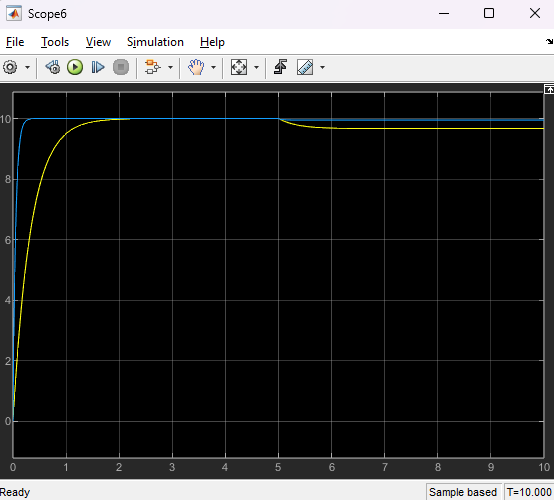 Scope6
File Tools View Simulation Help
10
8
6
4
2
0
0 1 2 3 4 5 6 7 8 9 10
Ready Sample based T=10.000